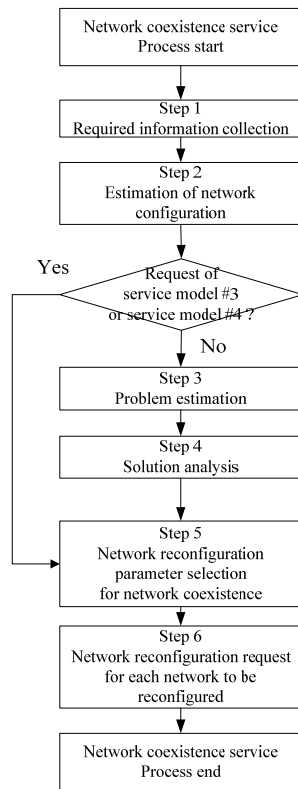 Network coexistence service
Process start
Step 1
Required information collection
Step 2
Estimation of network
configuration
Yes
Request of
service model #3
or service model #4 ?
No
Step 3
Problem estimation
Step 4
Solution analysis
Step 5
Network reconfiguration
parameter selection
for network coexistence
Step 6
Network reconfiguration request
for each network to be
reconfigured
Network coexistence service
Process end